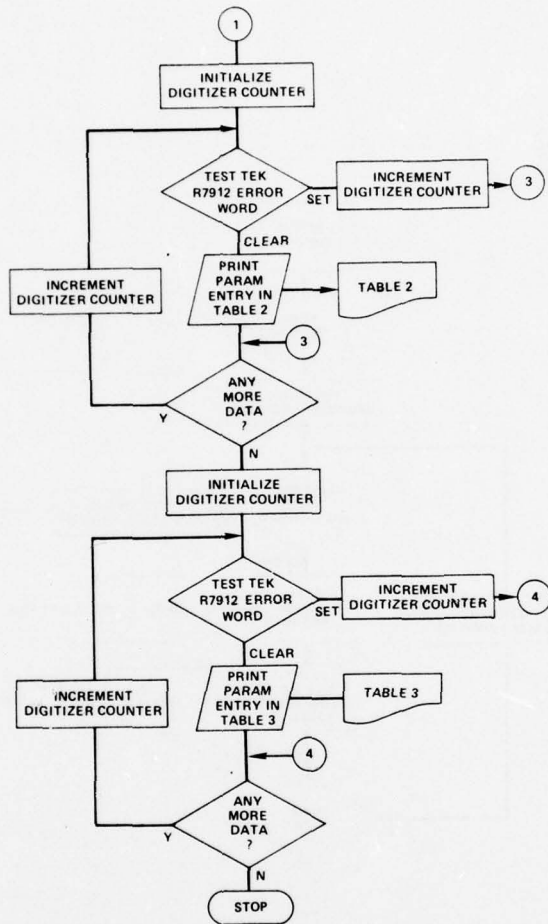 1
INITIALIZE
DIGITIZER COUNTER
TEST TEK
R7912 ERROR
WORD
SET
INCREMENT
DIGITIZER COUNTER
3
CLEAR
INCREMENT
DIGITIZER COUNTER
PRINT
PARAM
ENTRY IN
TABLE 2
TABLE 2
3
ANY
MORE
DATA
?
Y
N
INITIALIZE
DIGITIZER COUNTER
TEST TEK
R7912 ERROR
WORD
SET
INCREMENT
DIGITIZER COUNTER
4
CLEAR
INCREMENT
DIGITIZER COUNTER
PRINT
PARAM
ENTRY IN
TABLE 3
TABLE 3
4
ANY
MORE
DATA
?
Y
N
STOP